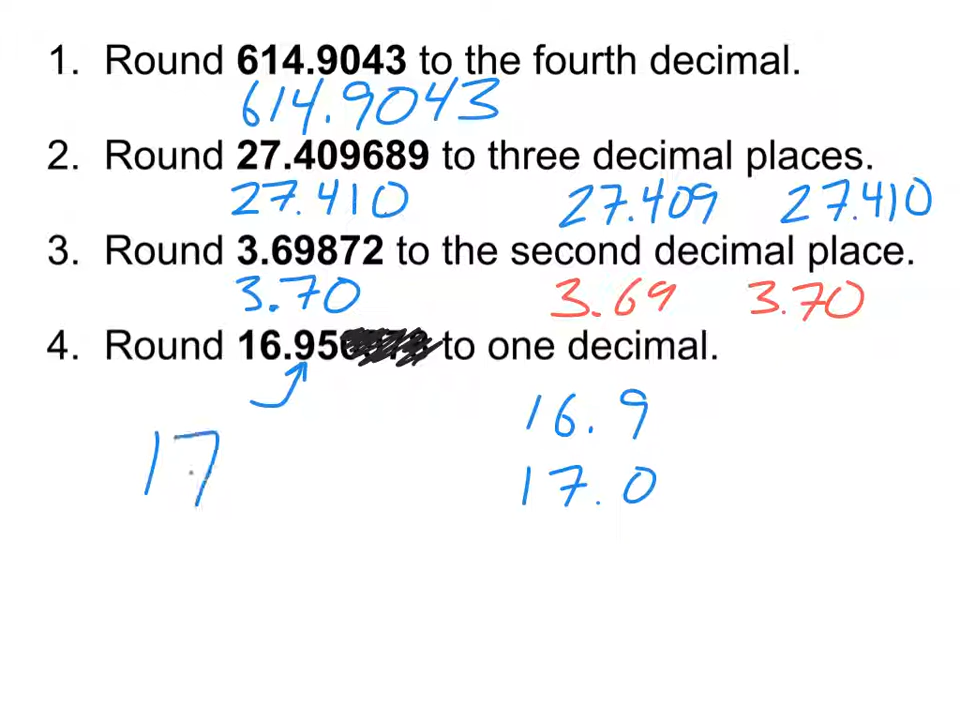 1. Round 614.9043 to the fourth decimal.
614.9043
2. Round 27.409689 to three decimal places.
27.410 27.409 27.410
3. Round 3.69872 to the second decimal place.
3.70 3.69 3.70
4. Round 16.95 to one decimal.
16.9
17 17.0